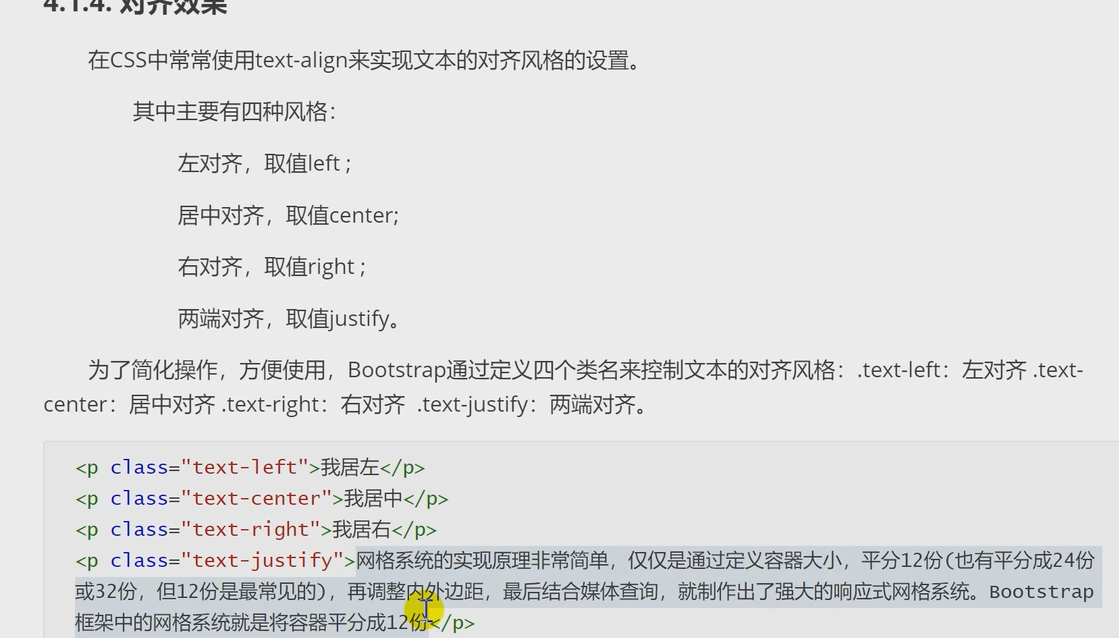 4.1.4. 对齐效果
在CSS中常常使用text-align来实现文本的对齐风格的设置。
其中主要有四种风格：
左对齐，取值left ;
居中对齐，取值center;
右对齐，取值right ;
两端对齐，取值justify。
为了简化操作，方便使用，Bootstrap通过定义四个类名来控制文本的对齐风格：.text-left：左对齐 .text-
center：居中对齐 .text-right：右对齐 .text-justify：两端对齐。
<p class="text-left">我居左</p>
<p class="text-center">我居中</p>
<p class="text-right">我居右</p>
<p class="text-justify">网格系统的实现原理非常简单，仅仅是通过定义容器大小，平分12份(也有平分成24份
或32份，但12份是最常见的)，再调整内外边距，最后结合媒体查询，就制作出了强大的响应式网格系统。Bootstrap
框架中的网格系统就是将容器平分成12份</p>